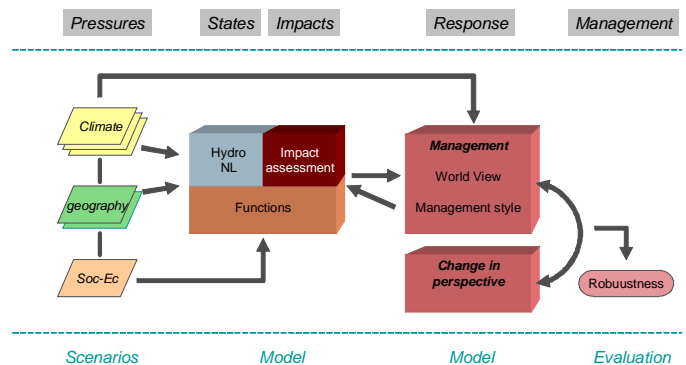 Pressures
States
Impacts
Response
Management
Climate
geography
Soc-Ec
Hydro
NL
Impact
assessment
Functions
Management
World View
Management style
Change in
perspective
Robuustness
Scenarios
Model
Model
Evaluation